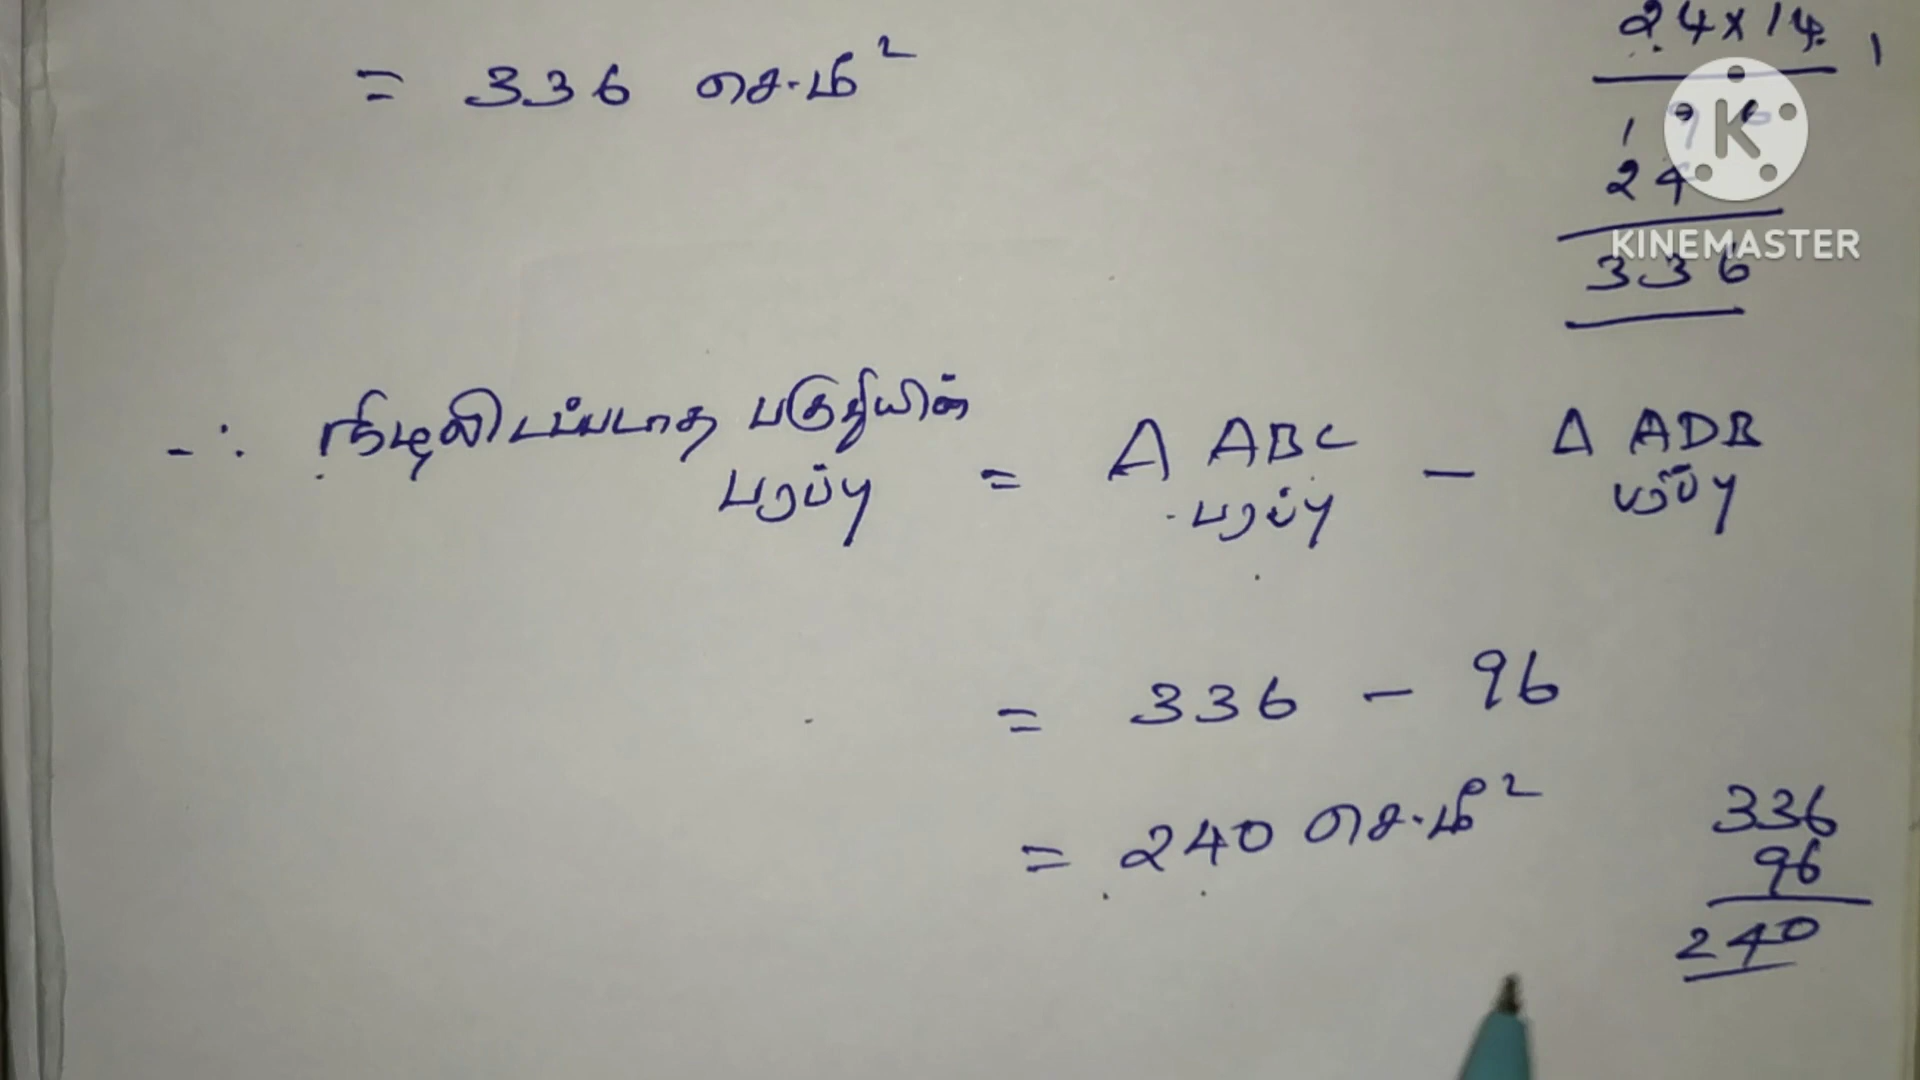 = 336 செ.மீ²
24 x 14
24
336
KINEMASTER
∴ நிழலிடப்படாத பகுதியின்
பரப்பு = Δ ABC பரப்பு − Δ ADB பரப்பு
= 336 − 96
= 240 செ.மீ²
336
96
240